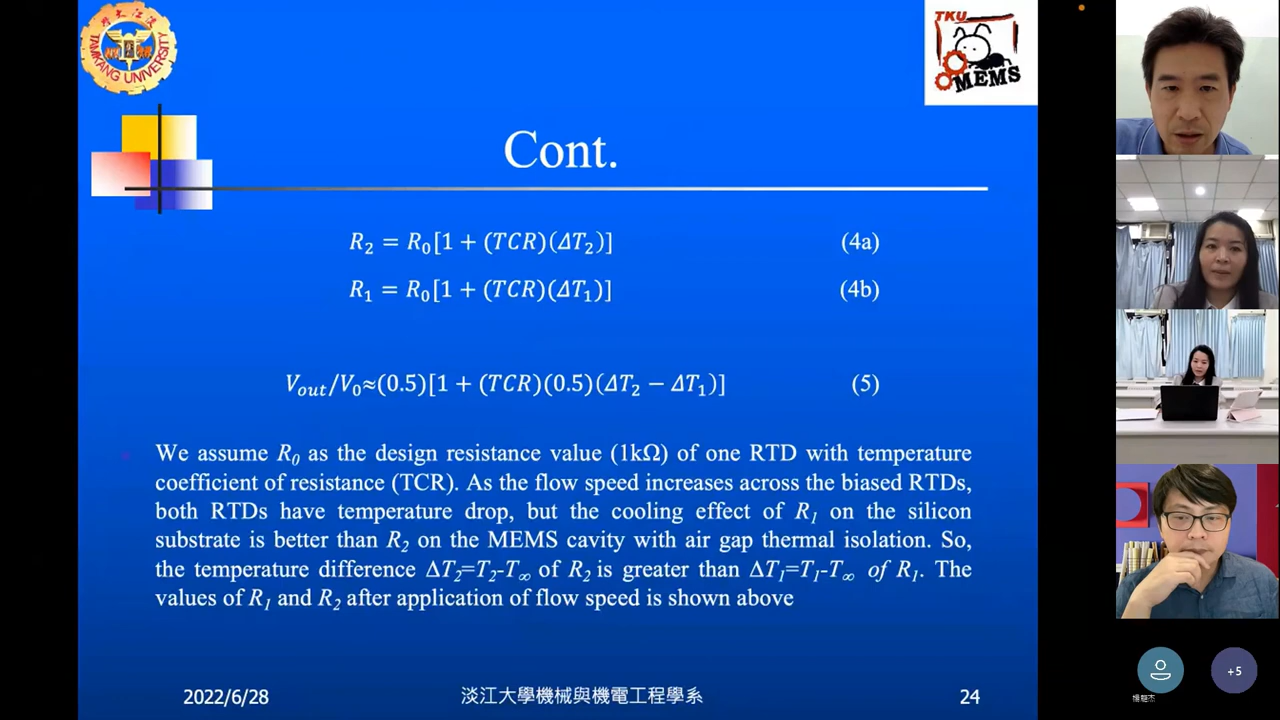 TAMKANG UNIVERSITY
TKU
MEMS
Cont.
R₂ = R₀[1 + (TCR)(ΔT₂)] (4a)
R₁ = R₀[1 + (TCR)(ΔT₁)] (4b)
Vout/V₀≈(0.5)[1 + (TCR)(0.5)(ΔT₂ − ΔT₁)] (5)
We assume R₀ as the design resistance value (1kΩ) of one RTD with temperature
coefficient of resistance (TCR). As the flow speed increases across the biased RTDs,
both RTDs have temperature drop, but the cooling effect of R₁ on the silicon
substrate is better than R₂ on the MEMS cavity with air gap thermal isolation. So,
the temperature difference ΔT₂=T₂-T∞ of R₂ is greater than ΔT₁=T₁-T∞ of R₁. The
values of R₁ and R₂ after application of flow speed is shown above
2022/6/28
淡江大學機械與機電工程學系
24
+5